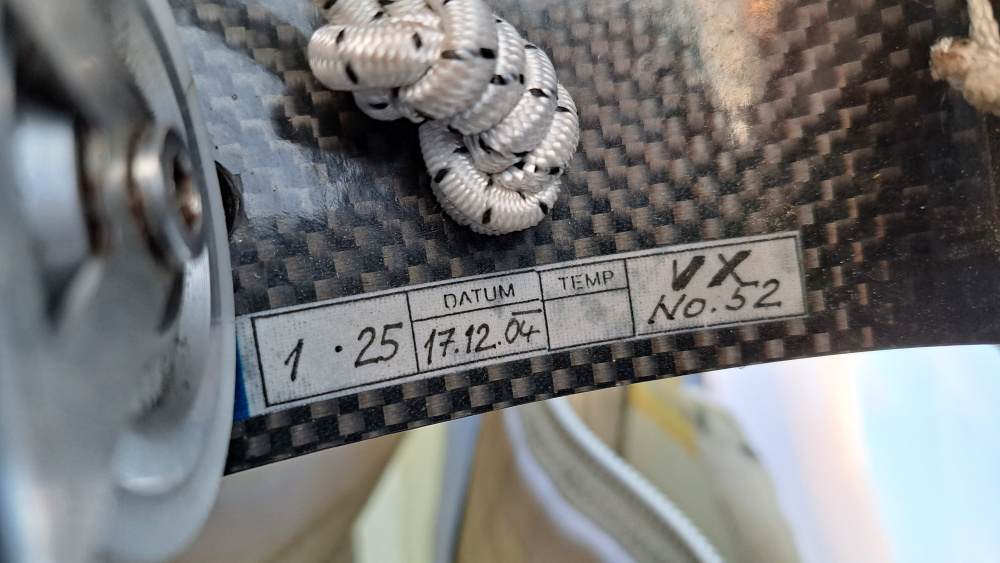 1 · 25
DATUM
17.12.04
TEMP
VX
No. 52